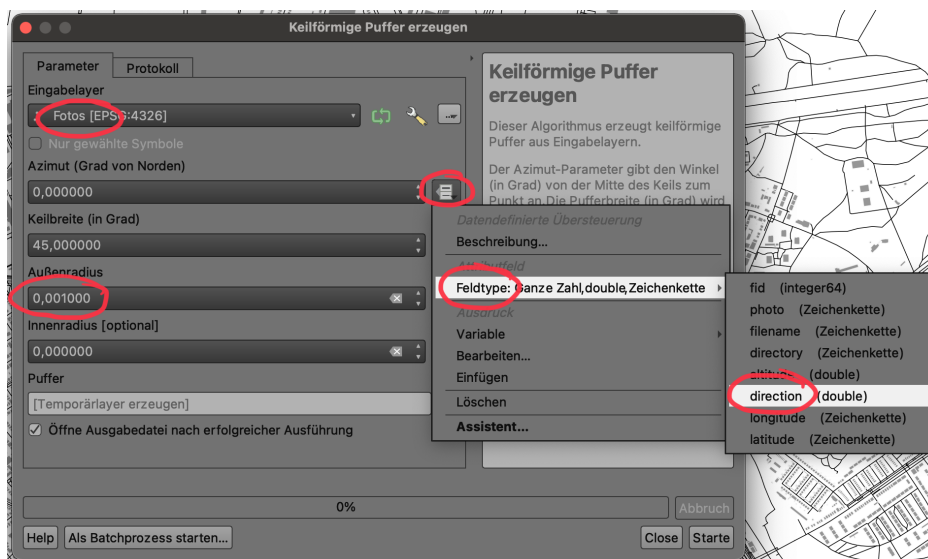 Keilförmige Puffer erzeugen
Parameter
Protokoll
Eingabelayer
Fotos [EPSG:4326]
Nur gewählte Symbole
Azimut (Grad von Norden)
0,000000
Keilbreite (in Grad)
45,000000
Außenradius
0,001000
Innenradius [optional]
0,000000
Puffer
[Temporärlayer erzeugen]
Öffne Ausgabedatei nach erfolgreicher Ausführung
Keilförmige Puffer
erzeugen
Dieser Algorithmus erzeugt keilförmige
Puffer aus Eingabelayern.
Der Azimut-Parameter gibt den Winkel
(in Grad) von der Mitte des Keils zum
Punkt an.Die Pufferbreite (in Grad) wird
Datendefinierte Übersteuerung
Beschreibung...
Attributfeld
Feldtype: Ganze Zahl,double,Zeichenkette
Ausdruck
Variable
Bearbeiten...
Einfügen
Löschen
Assistent...
fid (integer64)
photo (Zeichenkette)
filename (Zeichenkette)
directory (Zeichenkette)
altitude (double)
direction (double)
longitude (Zeichenkette)
latitude (Zeichenkette)
0%
Abbruch
Help
Als Batchprozess starten...
Close
Starte